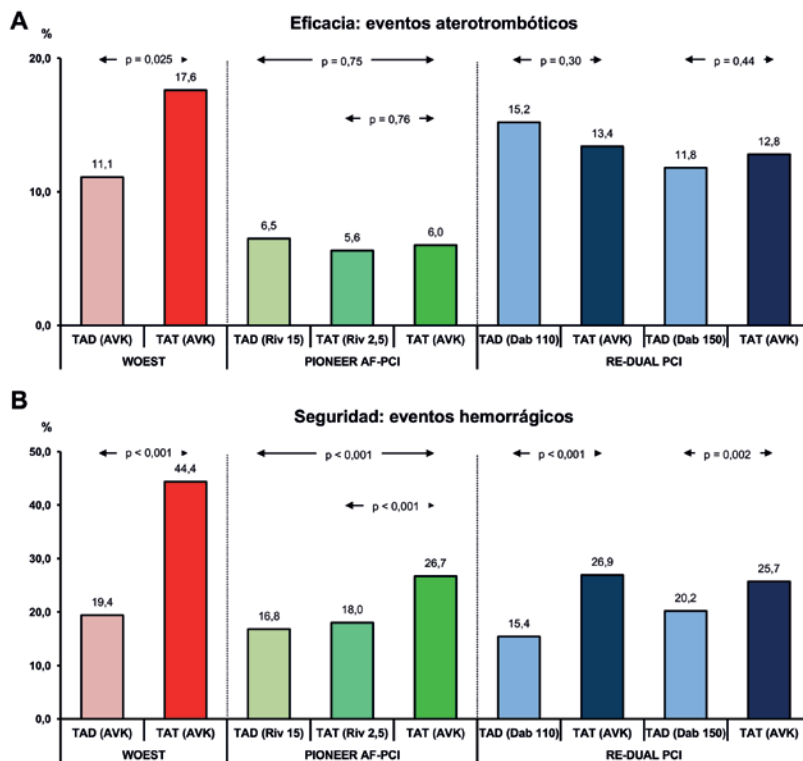 A
Eficacia: eventos aterotrombóticos
%
20,0
10,0
0,0
p = 0,025
p = 0,75
p = 0,76
p = 0,30
p = 0,44
11,1
17,6
6,5
5,6
6,0
15,2
13,4
11,8
12,8
TAD (AVK) TAT (AVK) TAD (Riv 15) TAT (Riv 2,5) TAT (AVK) TAD (Dab 110) TAT (AVK) TAD (Dab 150) TAT (AVK)
WOEST PIONEER AF-PCI RE-DUAL PCI
B
Seguridad: eventos hemorrágicos
%
50,0
40,0
30,0
20,0
10,0
0,0
p < 0,001
p < 0,001
p < 0,001
p < 0,001
p = 0,002
19,4
44,4
16,8
18,0
26,7
15,4
26,9
20,2
25,7
TAD (AVK) TAT (AVK) TAD (Riv 15) TAT (Riv 2,5) TAT (AVK) TAD (Dab 110) TAT (AVK) TAD (Dab 150) TAT (AVK)
WOEST PIONEER AF-PCI RE-DUAL PCI